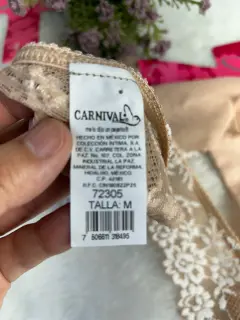 CARNIVAL
HECHO EN MÉXICO POR
COLECCIÓN ÍNTIMA, S.A.
DE C.V. CARRETERA A LA
PAZ No. 157 COL. ZONA
INDUSTRIAL LA PAZ
MINERAL DE LA REFORMA,
HIDALGO, MÉXICO
C.P. 42181
72305
TALLA: M